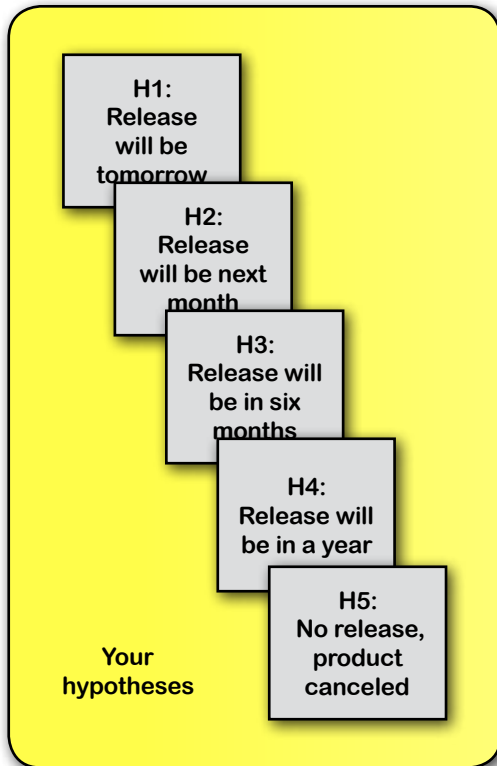 H1:
Release
will be
tomorrow
H2:
Release
will be next
month
H3:
Release will
be in six
months
H4:
Release will
be in a year
H5:
No release,
product
canceled
Your
hypotheses